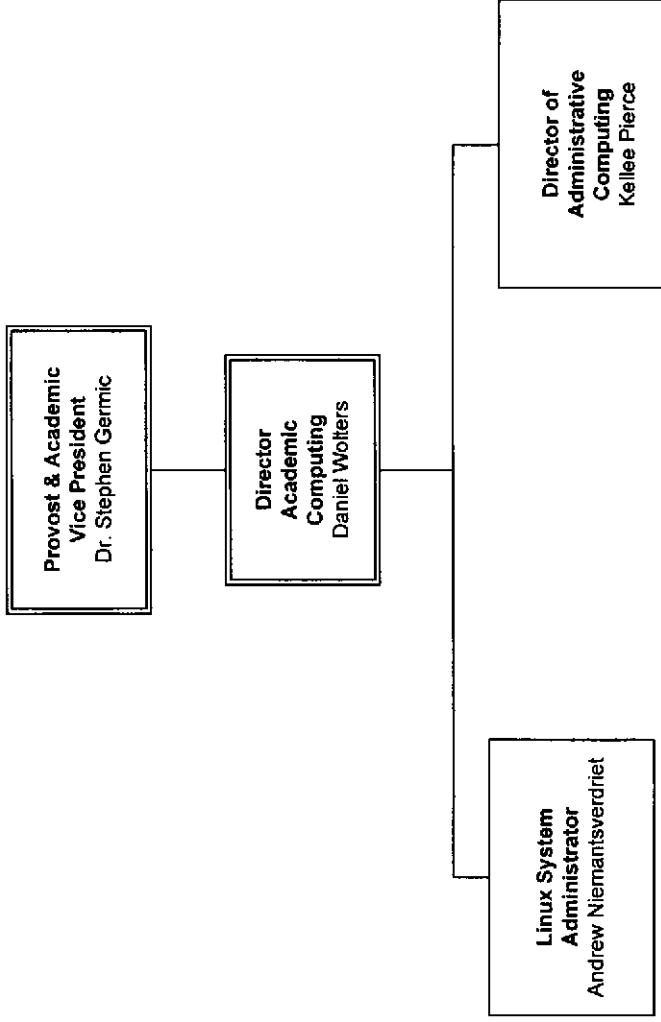 Provost & Academic
Vice President
Dr. Stephen Germic
Director
Academic
Computing
Daniel Wolters
Linux System
Administrator
Andrew Niemantsverdriet
Director of
Administrative
Computing
Kellee Pierce